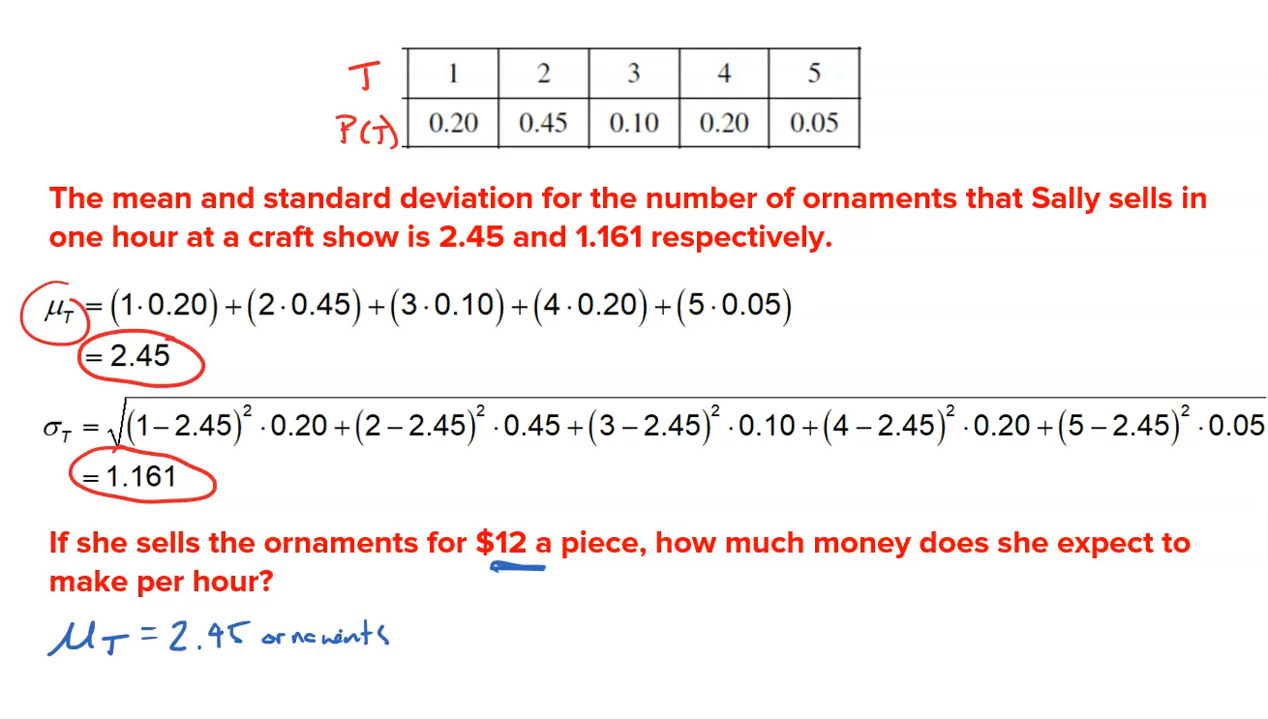 T 1 2 3 4 5
P(T) 0.20 0.45 0.10 0.20 0.05
The mean and standard deviation for the number of ornaments that Sally sells in
one hour at a craft show is 2.45 and 1.161 respectively.
μ_T = (1·0.20)+(2·0.45)+(3·0.10)+(4·0.20)+(5·0.05)
= 2.45
σ_T = √(1−2.45)²·0.20+(2−2.45)²·0.45+(3−2.45)²·0.10+(4−2.45)²·0.20+(5−2.45)²·0.05
= 1.161
If she sells the ornaments for $12 a piece, how much money does she expect to
make per hour?
μ_T = 2.45 ornaments